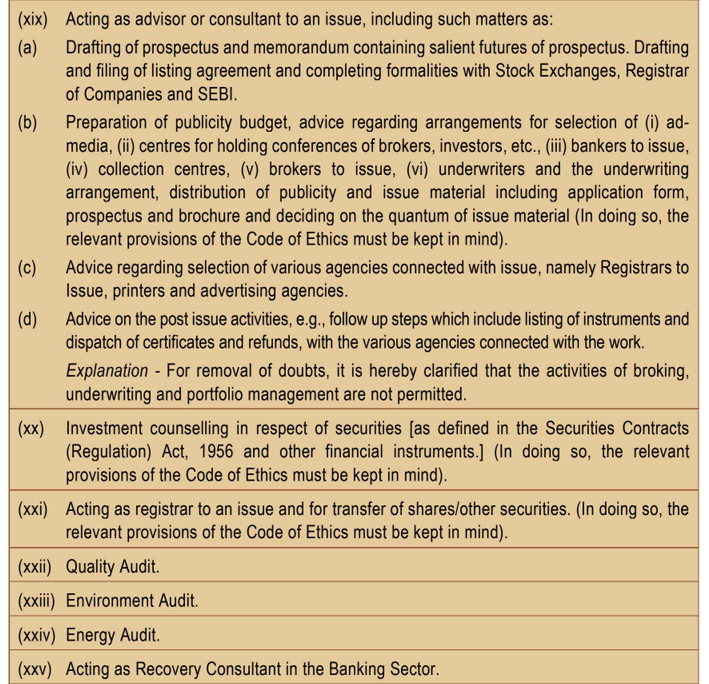 (xix) Acting as advisor or consultant to an issue, including such matters as:
(a) Drafting of prospectus and memorandum containing salient futures of prospectus. Drafting
and filing of listing agreement and completing formalities with Stock Exchanges, Registrar
of Companies and SEBI.
(b) Preparation of publicity budget, advice regarding arrangements for selection of (i) ad-
media, (ii) centres for holding conferences of brokers, investors, etc., (iii) bankers to issue,
(iv) collection centres, (v) brokers to issue, (vi) underwriters and the underwriting
arrangement, distribution of publicity and issue material including application form,
prospectus and brochure and deciding on the quantum of issue material (In doing so, the
relevant provisions of the Code of Ethics must be kept in mind).
(c) Advice regarding selection of various agencies connected with issue, namely Registrars to
Issue, printers and advertising agencies.
(d) Advice on the post issue activities, e.g., follow up steps which include listing of instruments and
dispatch of certificates and refunds, with the various agencies connected with the work.
Explanation - For removal of doubts, it is hereby clarified that the activities of broking,
underwriting and portfolio management are not permitted.
(xx) Investment counselling in respect of securities [as defined in the Securities Contracts
(Regulation) Act, 1956 and other financial instruments.] (In doing so, the relevant
provisions of the Code of Ethics must be kept in mind).
(xxi) Acting as registrar to an issue and for transfer of shares/other securities. (In doing so, the
relevant provisions of the Code of Ethics must be kept in mind).
(xxii) Quality Audit.
(xxiii) Environment Audit.
(xxiv) Energy Audit.
(xxv) Acting as Recovery Consultant in the Banking Sector.